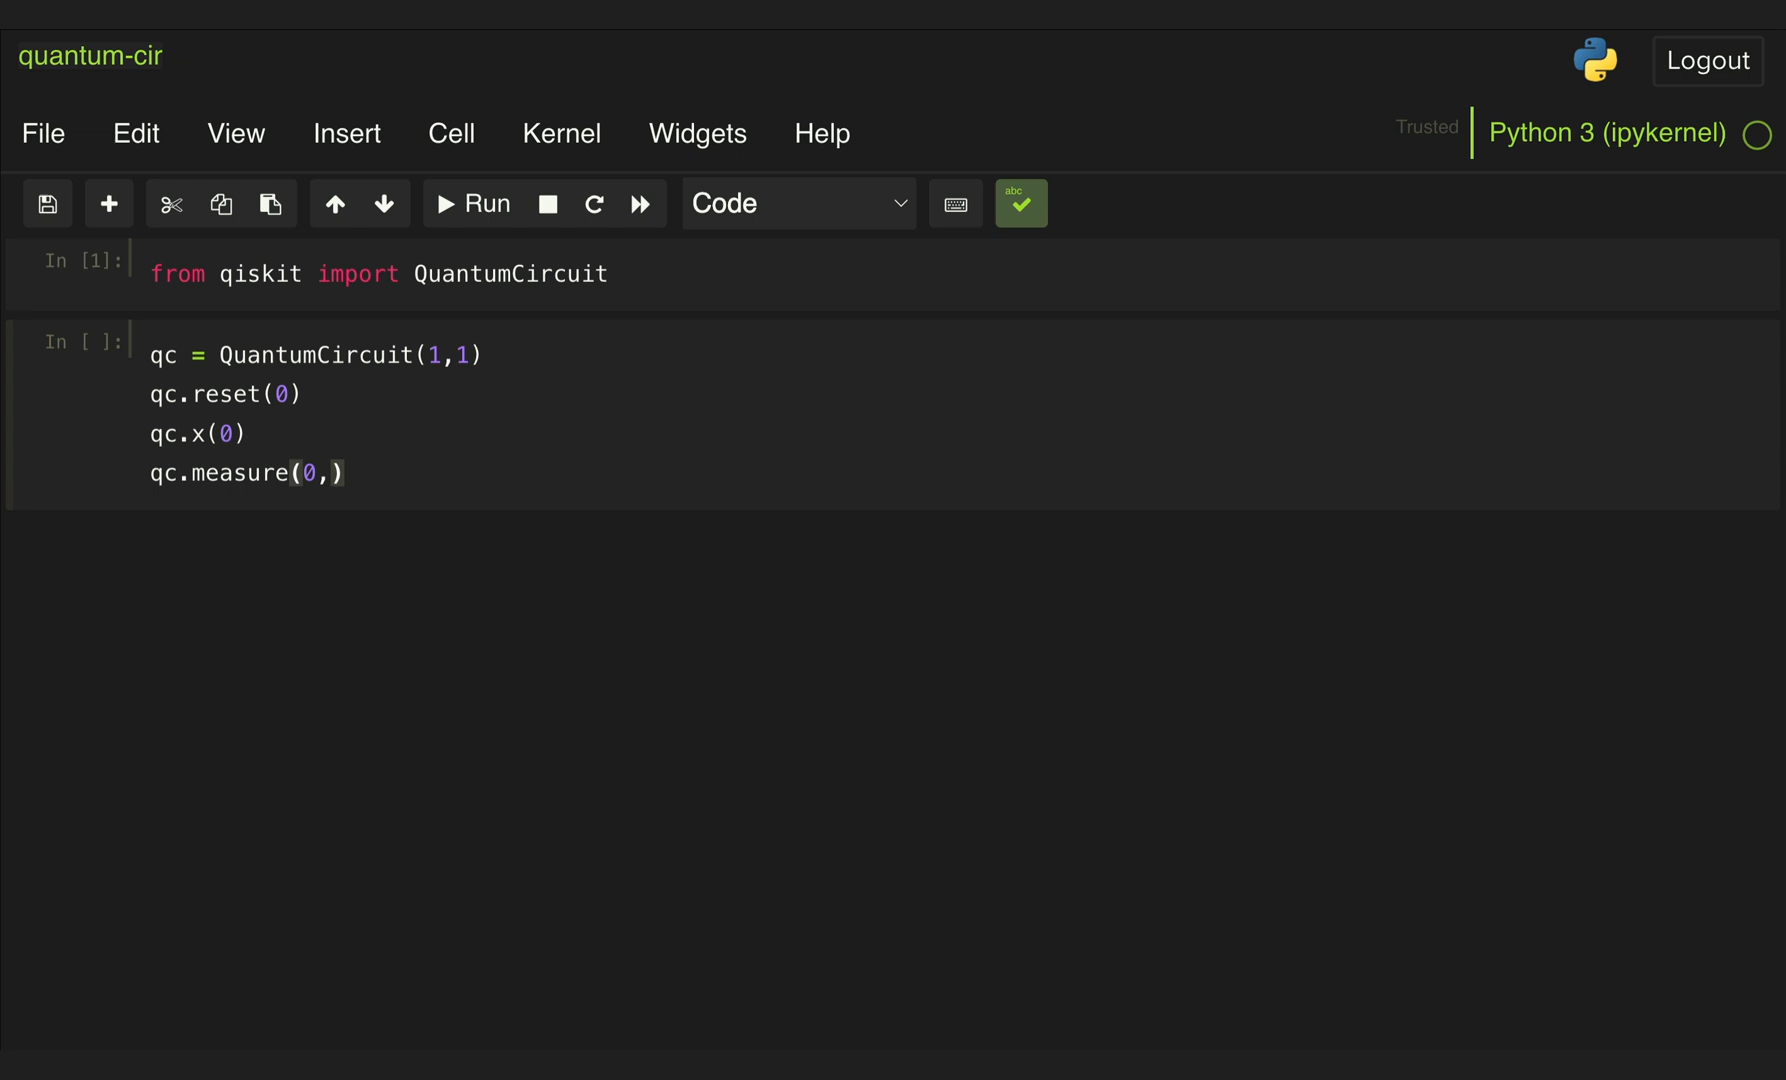 quantum-cir
Logout
File Edit View Insert Cell Kernel Widgets Help
Trusted Python 3 (ipykernel)
Run Code abc
In [1]: from qiskit import QuantumCircuit
In [ ]: qc = QuantumCircuit(1,1)
qc.reset(0)
qc.x(0)
qc.measure(0,)